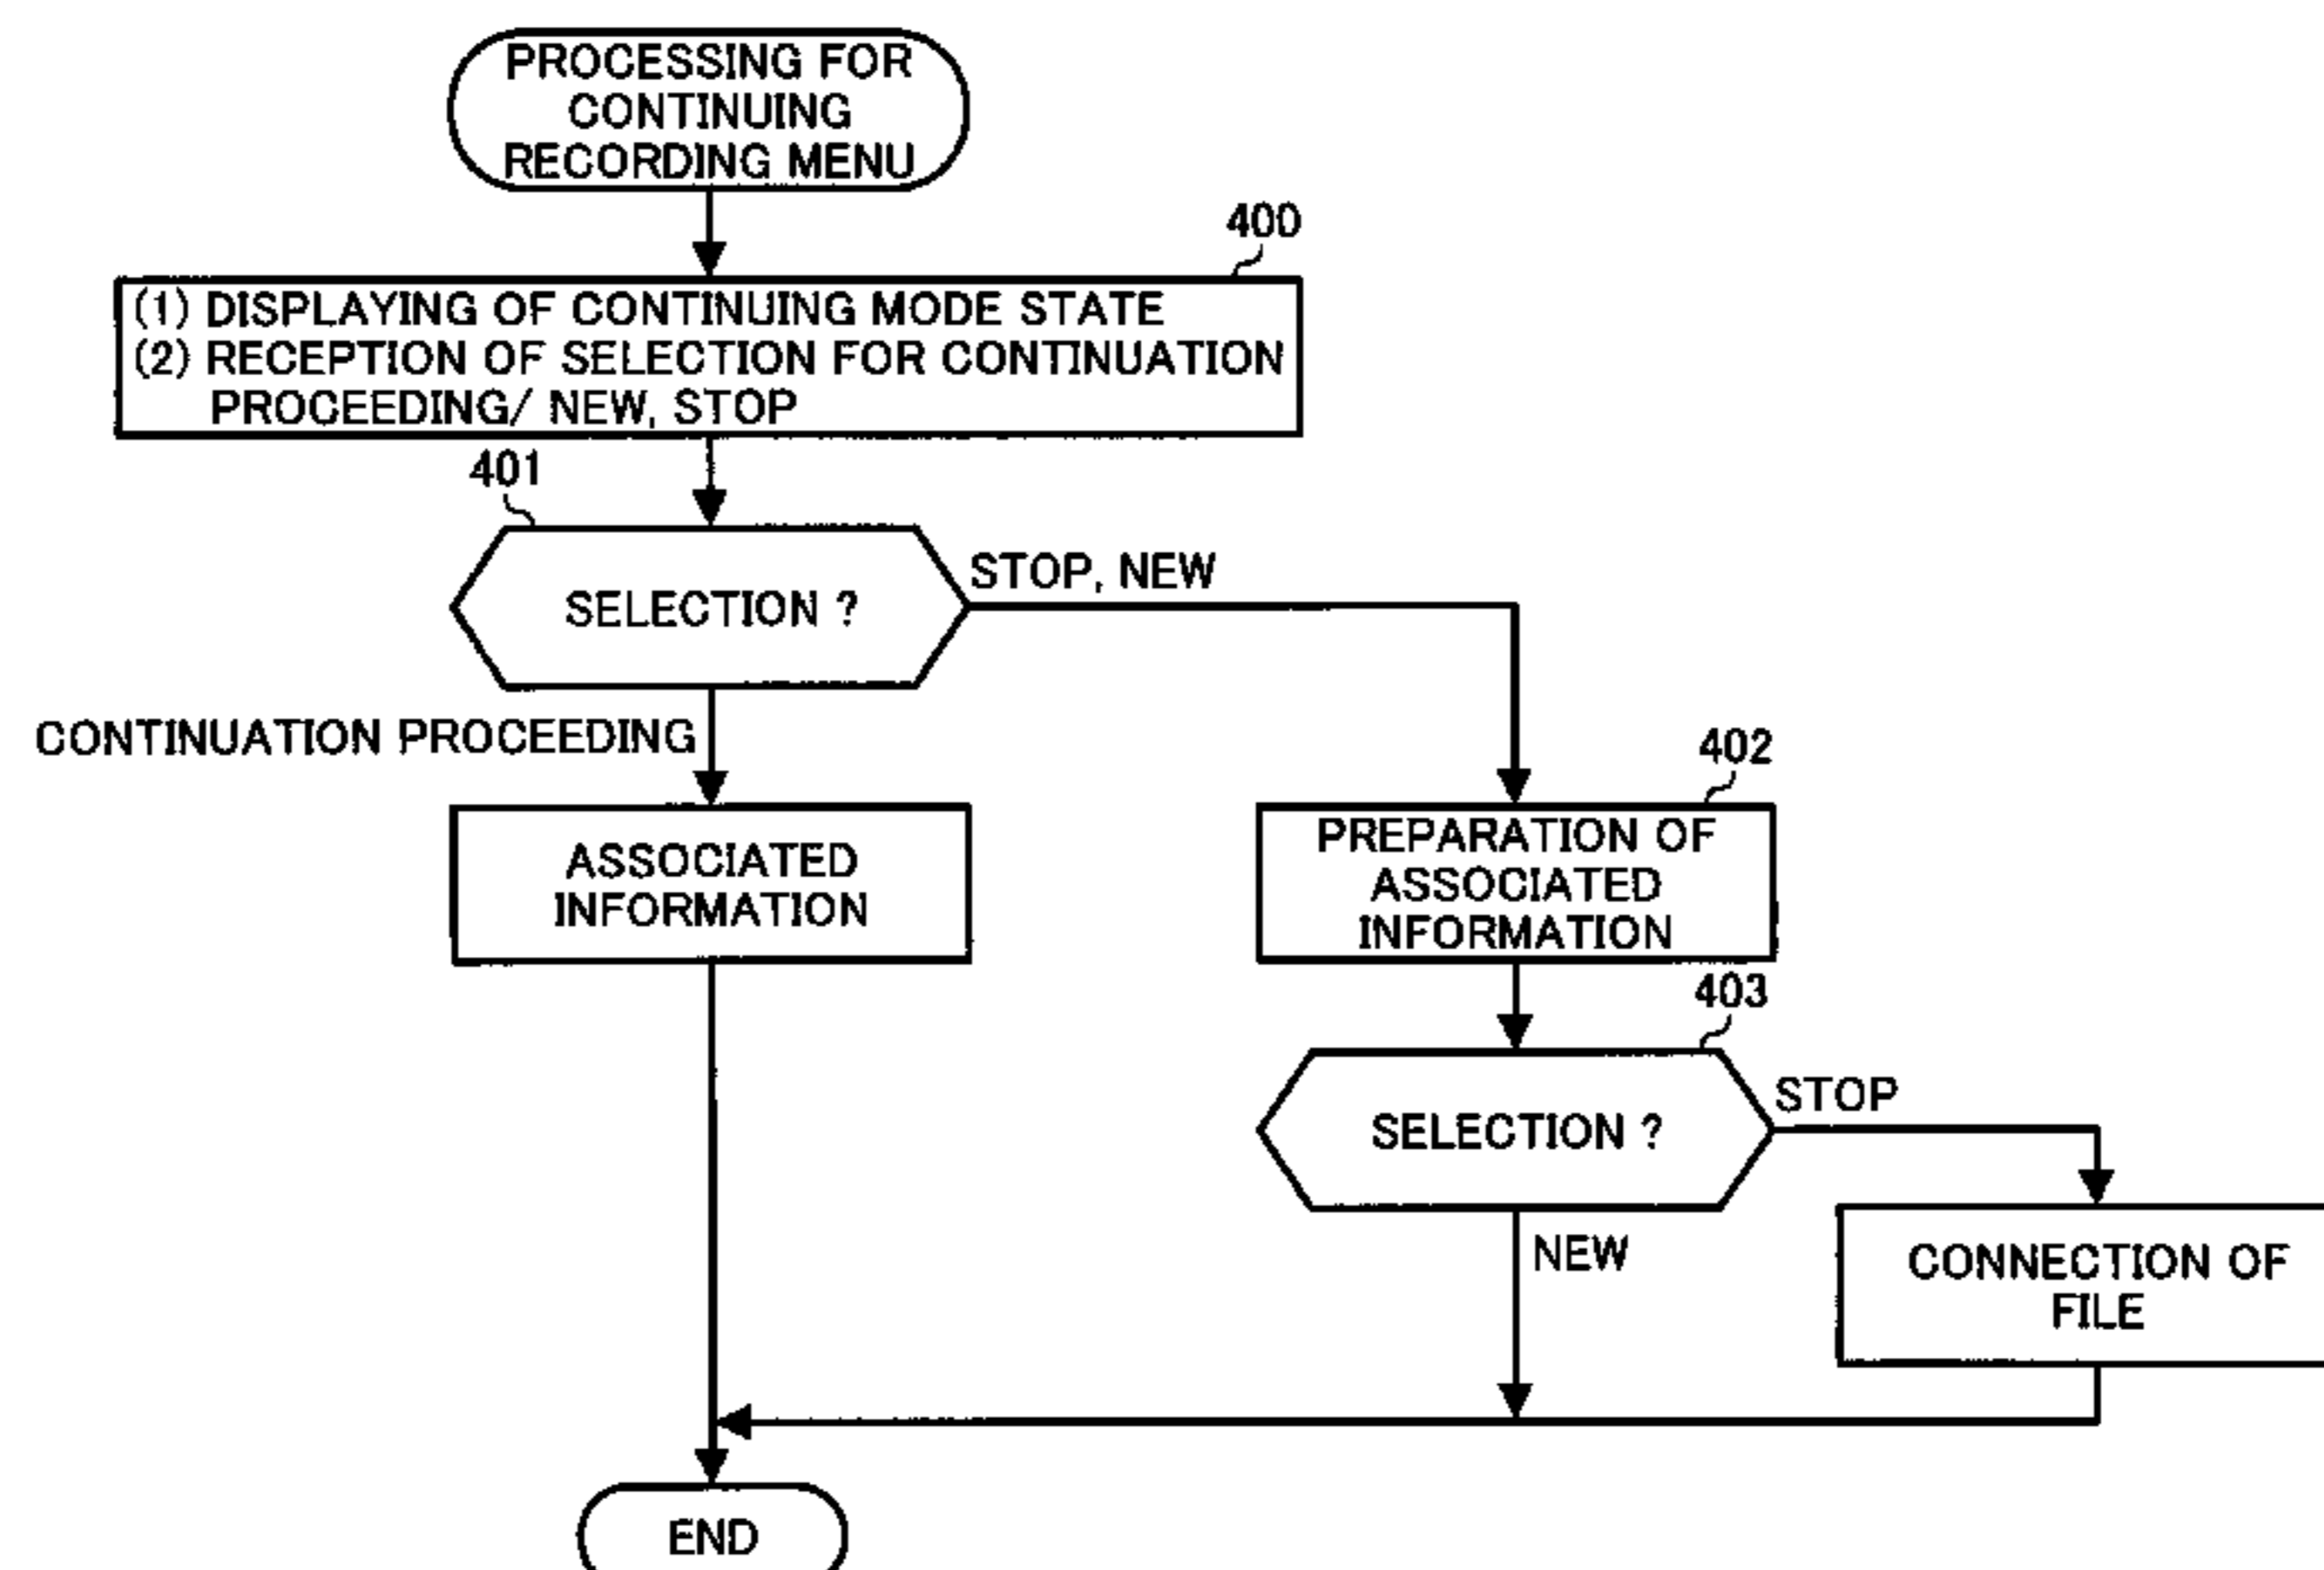 PROCESSING FOR
CONTINUING
RECORDING MENU
400
(1) DISPLAYING OF CONTINUING MODE STATE
(2) RECEPTION OF SELECTION FOR CONTINUATION
PROCEEDING/ NEW, STOP
401
SELECTION ?
STOP, NEW
CONTINUATION PROCEEDING
402
ASSOCIATED
INFORMATION
PREPARATION OF
ASSOCIATED
INFORMATION
403
SELECTION ?
STOP
NEW
CONNECTION OF
FILE
END